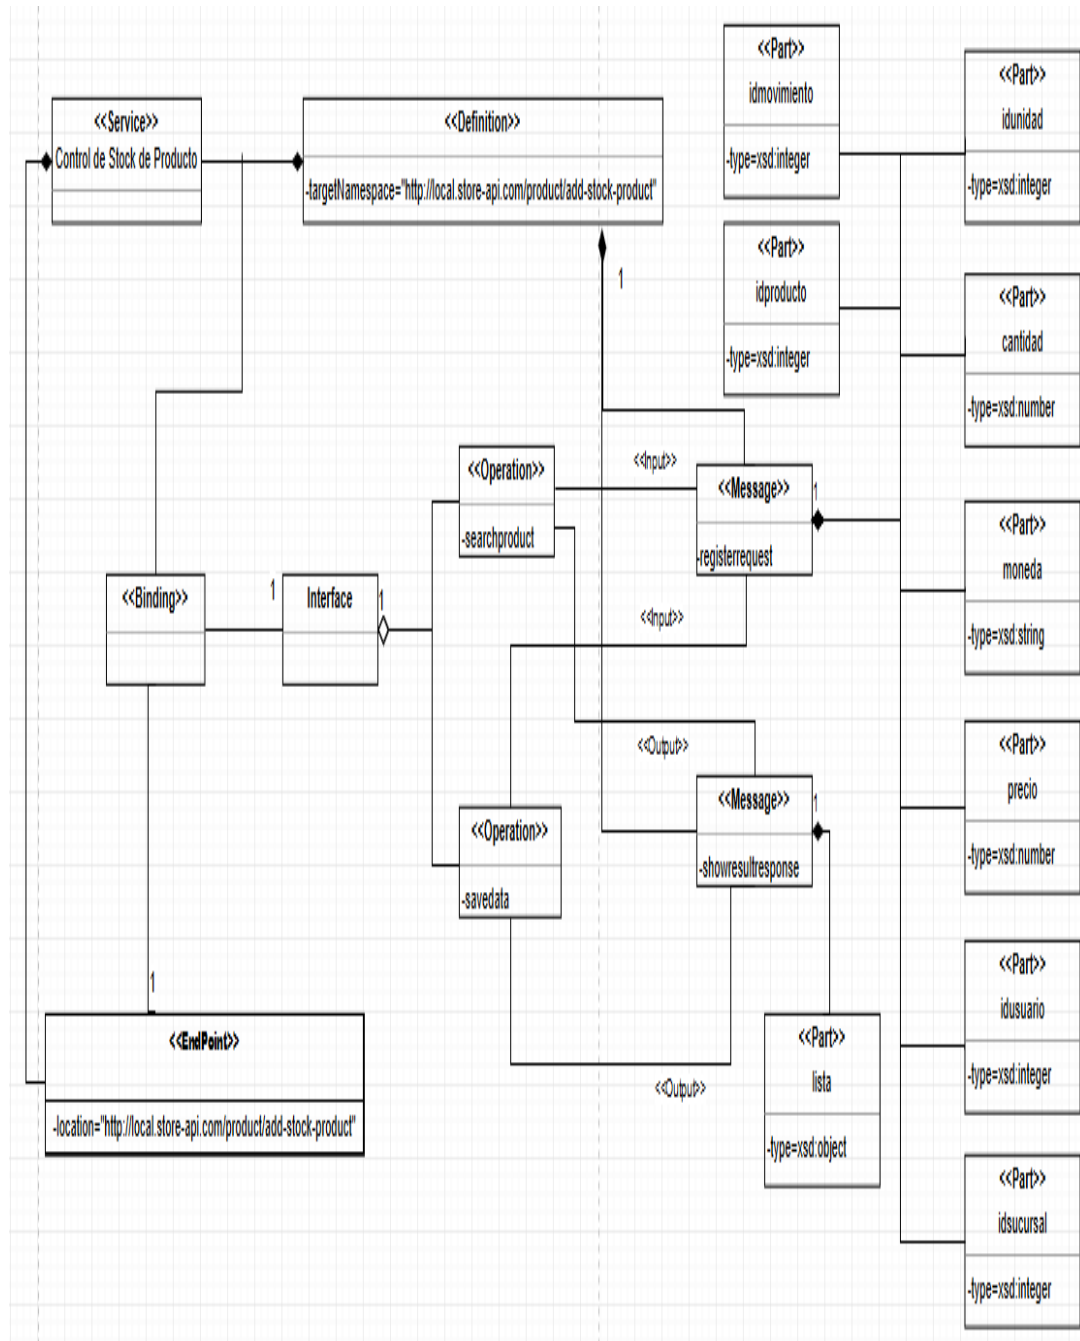 <<Service>>
Control de Stock de Producto
<<Definition>>
-targetNamespace="http://local.store-api.com/product/add-stock-product"
1
<<Part>>
idmovimiento
-type=xsd:integer
<<Part>>
idunidad
-type=xsd:integer
<<Part>>
idproducto
-type=xsd:integer
<<Part>>
cantidad
-type=xsd:number
<<Operation>>
-searchproduct
<<Input>>
<<Message>>
-registerrequest
1
<<Part>>
moneda
-type=xsd:string
<<Binding>>
1
Interface
1
<<Input>>
<<Output>>
<<Part>>
precio
-type=xsd:number
<<Operation>>
-savedata
<<Message>>
-showresultresponse
1
<<Part>>
idusuario
-type=xsd:integer
1
<<EndPoint>>
-location="http://local.store-api.com/product/add-stock-product"
<<Output>>
<<Part>>
lista
-type=xsd:object
<<Part>>
idsucursal
-type=xsd:integer